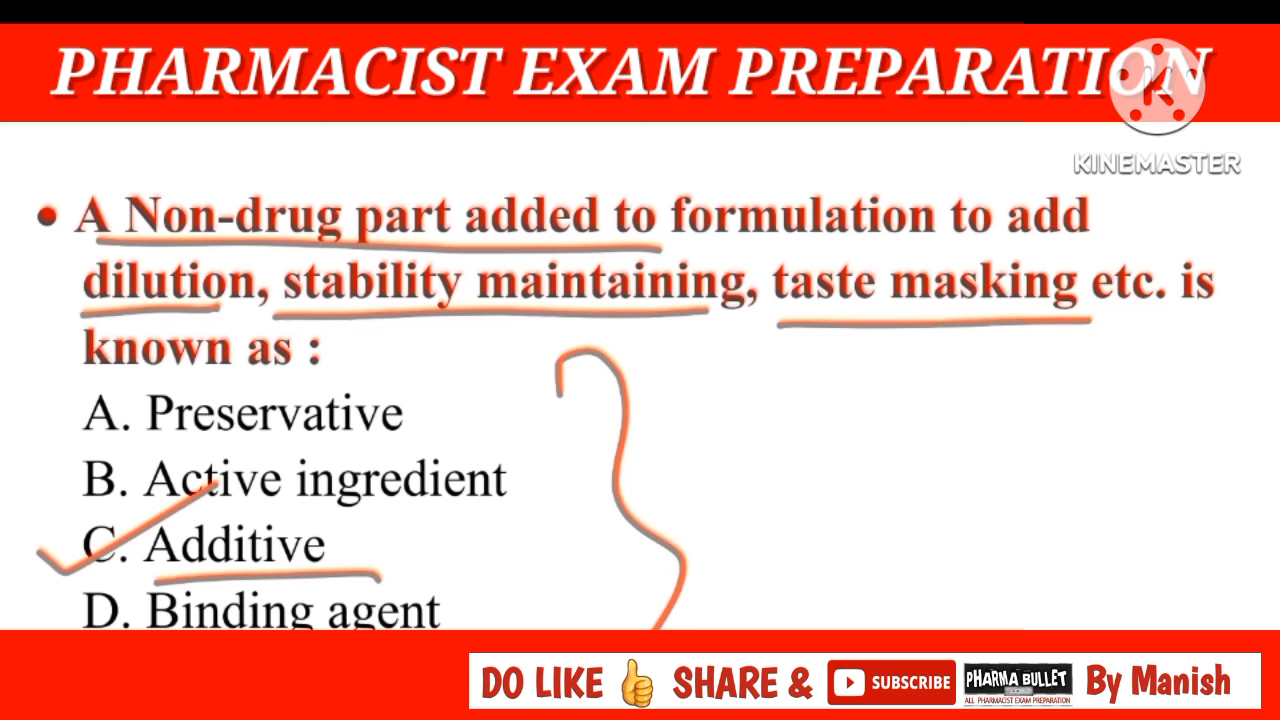 PHARMACIST EXAM PREPARATION
K
KINEMASTER
• A Non-drug part added to formulation to add
dilution, stability maintaining, taste masking etc. is
known as :
A. Preservative
B. Active ingredient
C. Additive
D. Binding agent
DO LIKE 👍 SHARE & SUBSCRIBE PHARMA BULLET By Manish
ALL PHARMACIST EXAM PREPARATION